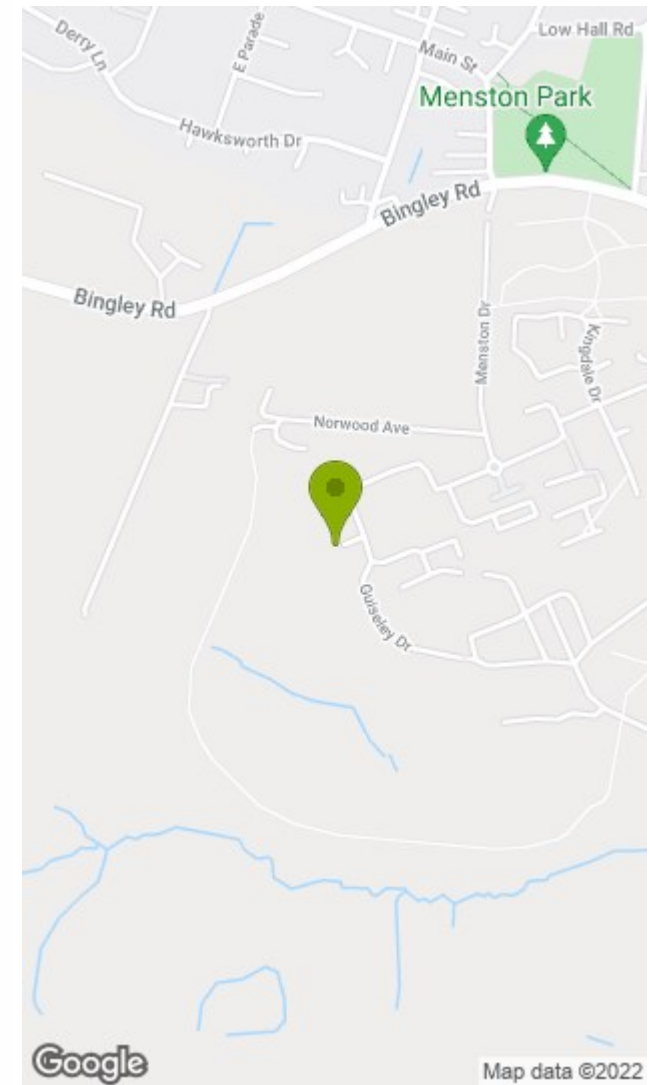 Derry Ln
E Parade
Main St
Low Hall Rd
Menston Park
Hawksworth Dr
Bingley Rd
Bingley Rd
Menston Dr
Kingdale Dr
Norwood Ave
Guiseley Dr
Google
Map data ©2022